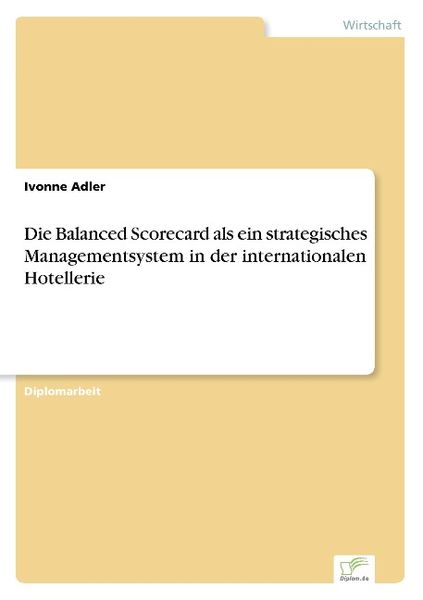 Wirtschaft
Ivonne Adler
Die Balanced Scorecard als ein strategisches
Managementsystem in der internationalen
Hotellerie
Diplomarbeit
Diplom.de